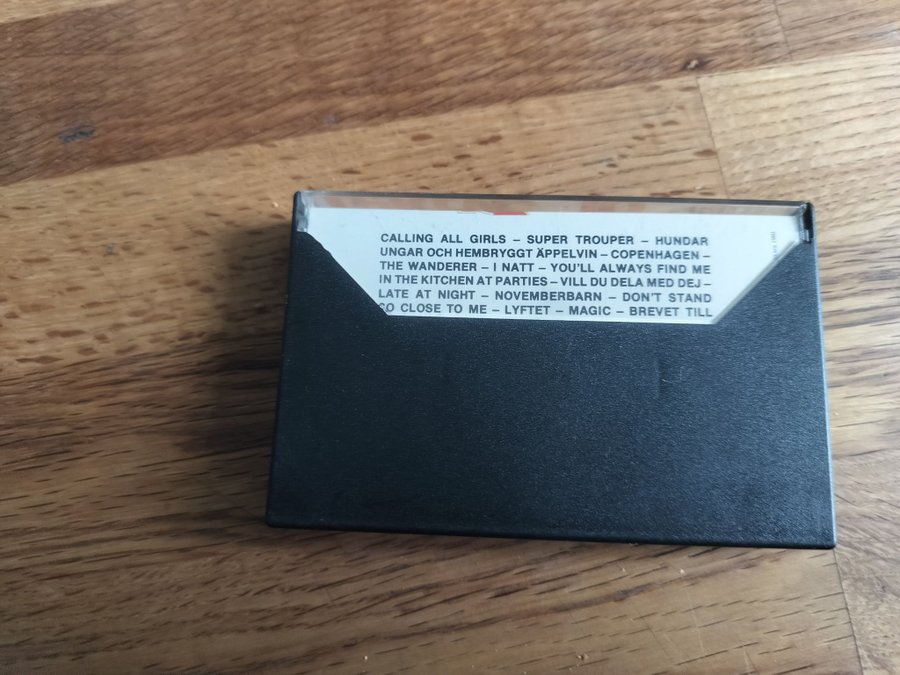 CALLING ALL GIRLS – SUPER TROUPER – HUNDAR
UNGAR OCH HEMBRYGGT ÄPPELVIN – COPENHAGEN –
THE WANDERER – I NATT – YOU'LL ALWAYS FIND ME
IN THE KITCHEN AT PARTIES – VILL DU DELA MED DEJ –
LATE AT NIGHT – NOVEMBERBARN – DON'T STAND
SO CLOSE TO ME – LYFTET – MAGIC – BREVET TILL